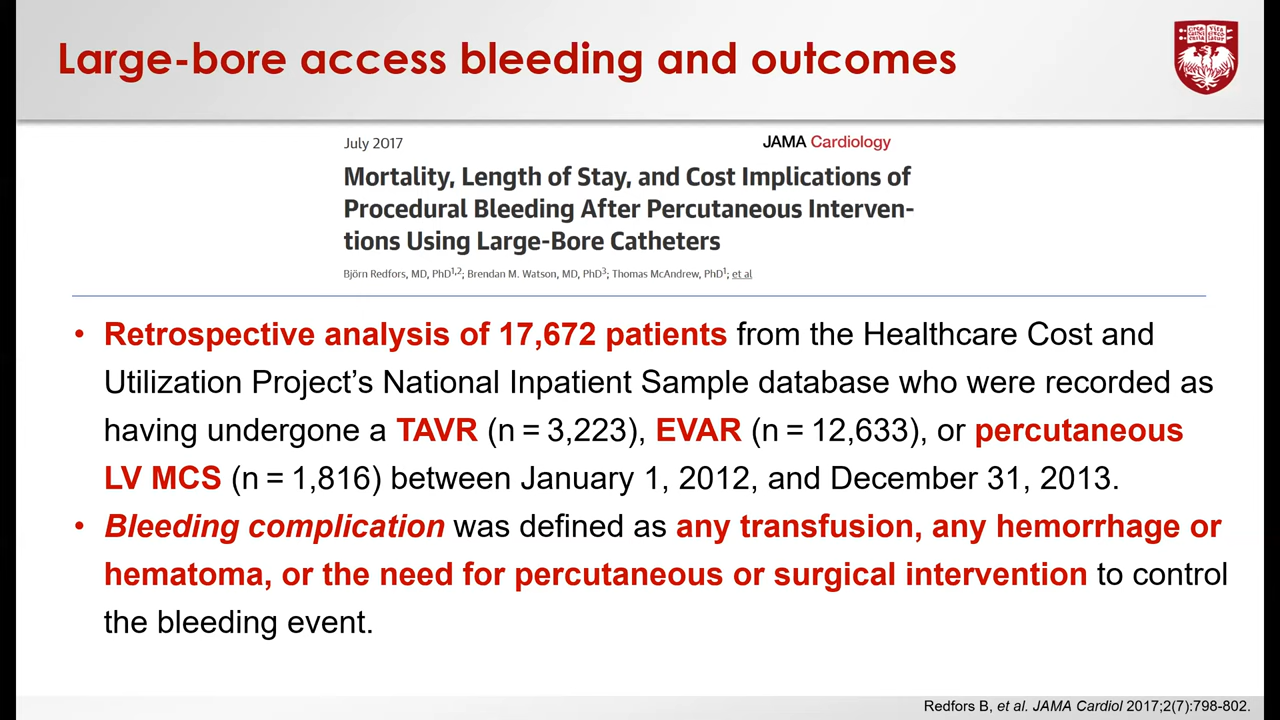 Large-bore access bleeding and outcomes
July 2017
JAMA Cardiology
Mortality, Length of Stay, and Cost Implications of
Procedural Bleeding After Percutaneous Interven-
tions Using Large-Bore Catheters
Björn Redfors, MD, PhD1,2; Brendan M. Watson, MD, PhD3; Thomas McAndrew, PhD1; et al
• Retrospective analysis of 17,672 patients from the Healthcare Cost and
Utilization Project’s National Inpatient Sample database who were recorded as
having undergone a TAVR (n = 3,223), EVAR (n = 12,633), or percutaneous
LV MCS (n = 1,816) between January 1, 2012, and December 31, 2013.
• Bleeding complication was defined as any transfusion, any hemorrhage or
hematoma, or the need for percutaneous or surgical intervention to control
the bleeding event.
Redfors B, et al. JAMA Cardiol 2017;2(7):798-802.